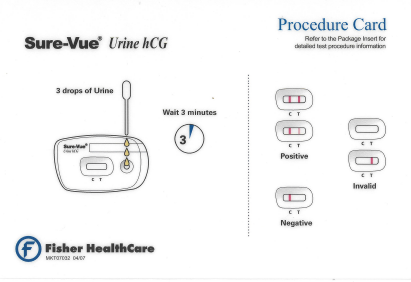 Sure-Vue® Urine hCG
Procedure Card
Refer to the Package Insert for
detailed test procedure information
3 drops of Urine
Wait 3 minutes
3
Sure-Vue®
C T
C T
C T
Positive
C T
Negative
C T
C T
Invalid
Fisher HealthCare
MKT07032 04/07